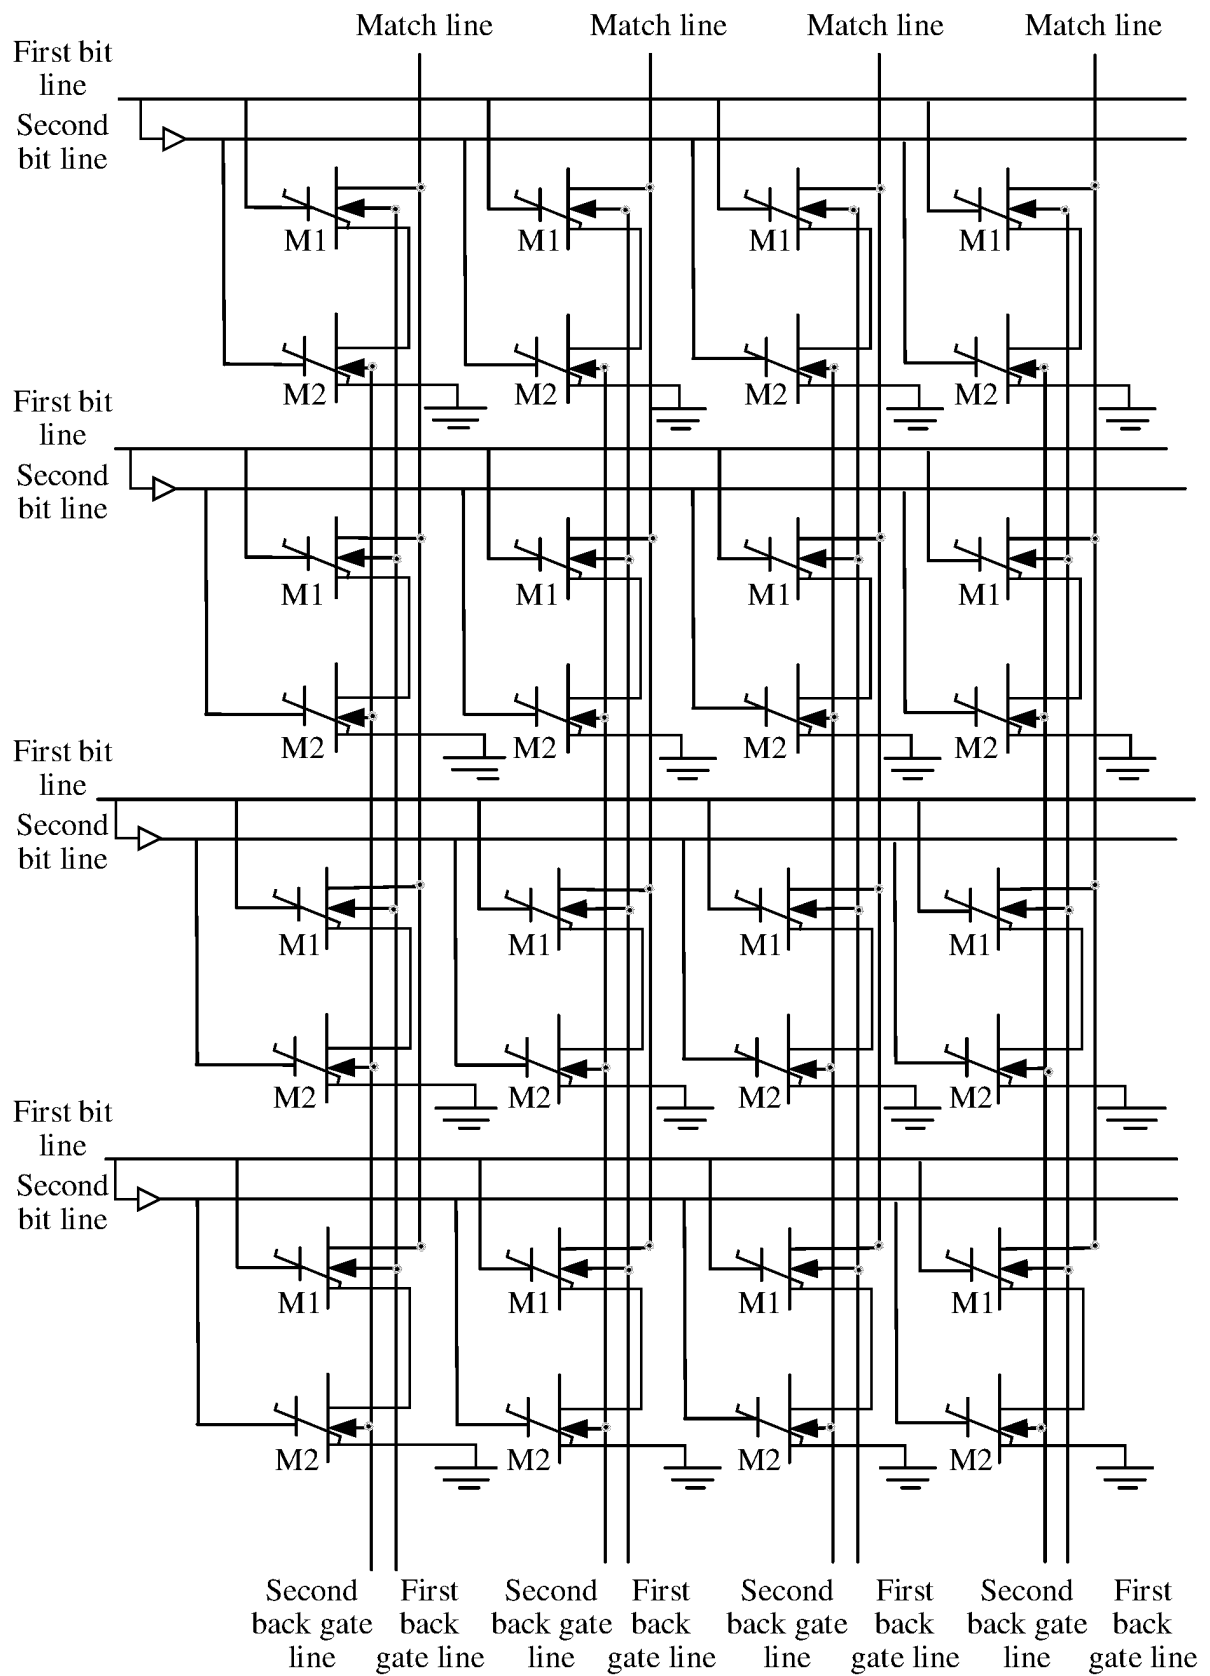 Match line Match line Match line Match line
First bit
line
Second
bit line
M1 M1 M1 M1
M2 M2 M2 M2
First bit
line
Second
bit line
M1 M1 M1 M1
M2 M2 M2 M2
First bit
line
Second
bit line
M1 M1 M1 M1
M2 M2 M2 M2
First bit
line
Second
bit line
M1 M1 M1 M1
M2 M2 M2 M2
Second First Second First Second First Second First
back gate back back gate back back gate back back gate back
line gate line line gate line line gate line line gate line